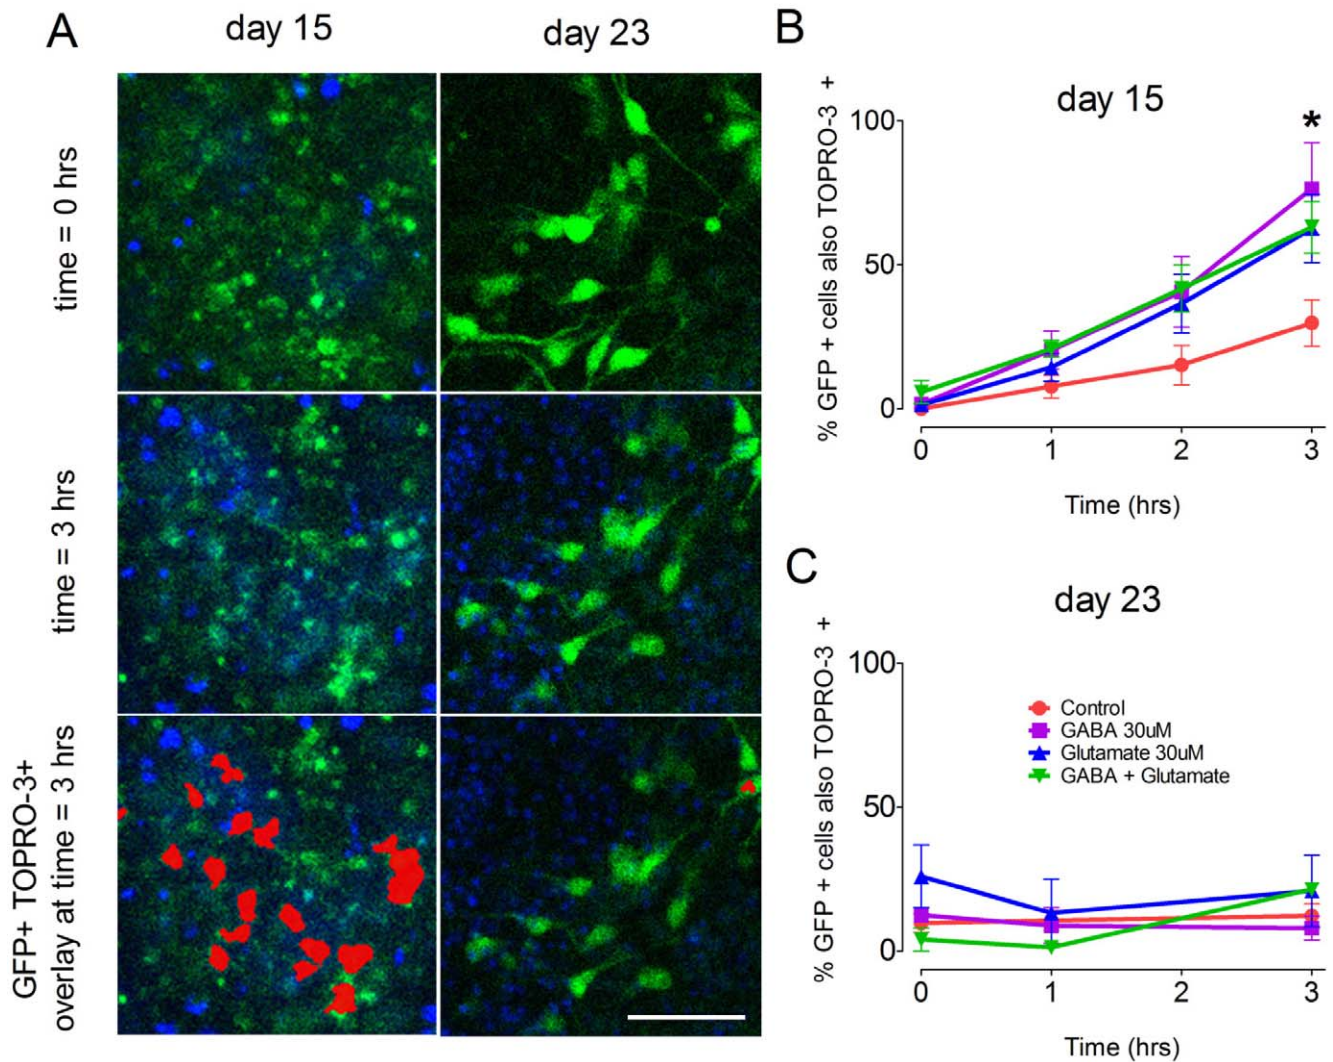 A
day 15
day 23
time = 0 hrs
time = 3 hrs
GFP+ TOPRO-3+
overlay at time = 3 hrs
B
day 15
% GFP + cells also TOPRO-3 +
100
50
0
*
0 1 2 3
Time (hrs)
C
day 23
% GFP + cells also TOPRO-3 +
100
50
0
Control
GABA 30uM
Glutamate 30uM
GABA + Glutamate
0 1 2 3
Time (hrs)